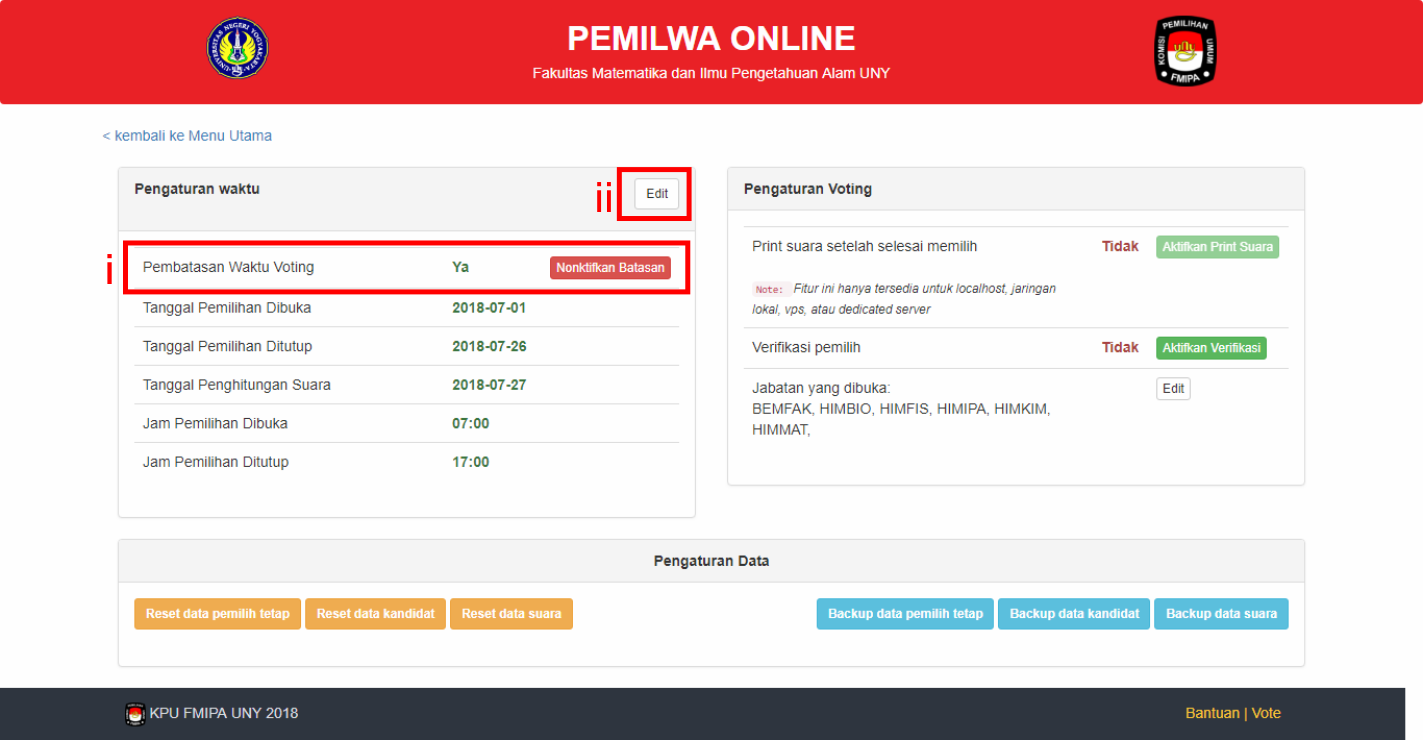 PEMILWA ONLINE
Fakultas Matematika dan Ilmu Pengetahuan Alam UNY
UNIVERSITAS NEGERI YOGYAKARTA
KOMISI PEMILIHAN UMUM
FMIPA
< kembali ke Menu Utama
Pengaturan waktu
ii
Edit
i
Pembatasan Waktu Voting Ya Nonktifkan Batasan
Tanggal Pemilihan Dibuka 2018-07-01
Tanggal Pemilihan Ditutup 2018-07-26
Tanggal Penghitungan Suara 2018-07-27
Jam Pemilihan Dibuka 07:00
Jam Pemilihan Ditutup 17:00
Pengaturan Voting
Print suara setelah selesai memilih Tidak Aktifkan Print Suara
Note: Fitur ini hanya tersedia untuk localhost, jaringan
lokal, vps, atau dedicated server
Verifikasi pemilih Tidak Aktifkan Verifikasi
Jabatan yang dibuka: Edit
BEMFAK, HIMBIO, HIMFIS, HIMIPA, HIMKIM,
HIMMAT,
Pengaturan Data
Reset data pemilih tetap Reset data kandidat Reset data suara Backup data pemilih tetap Backup data kandidat Backup data suara
KPU FMIPA UNY 2018 Bantuan | Vote